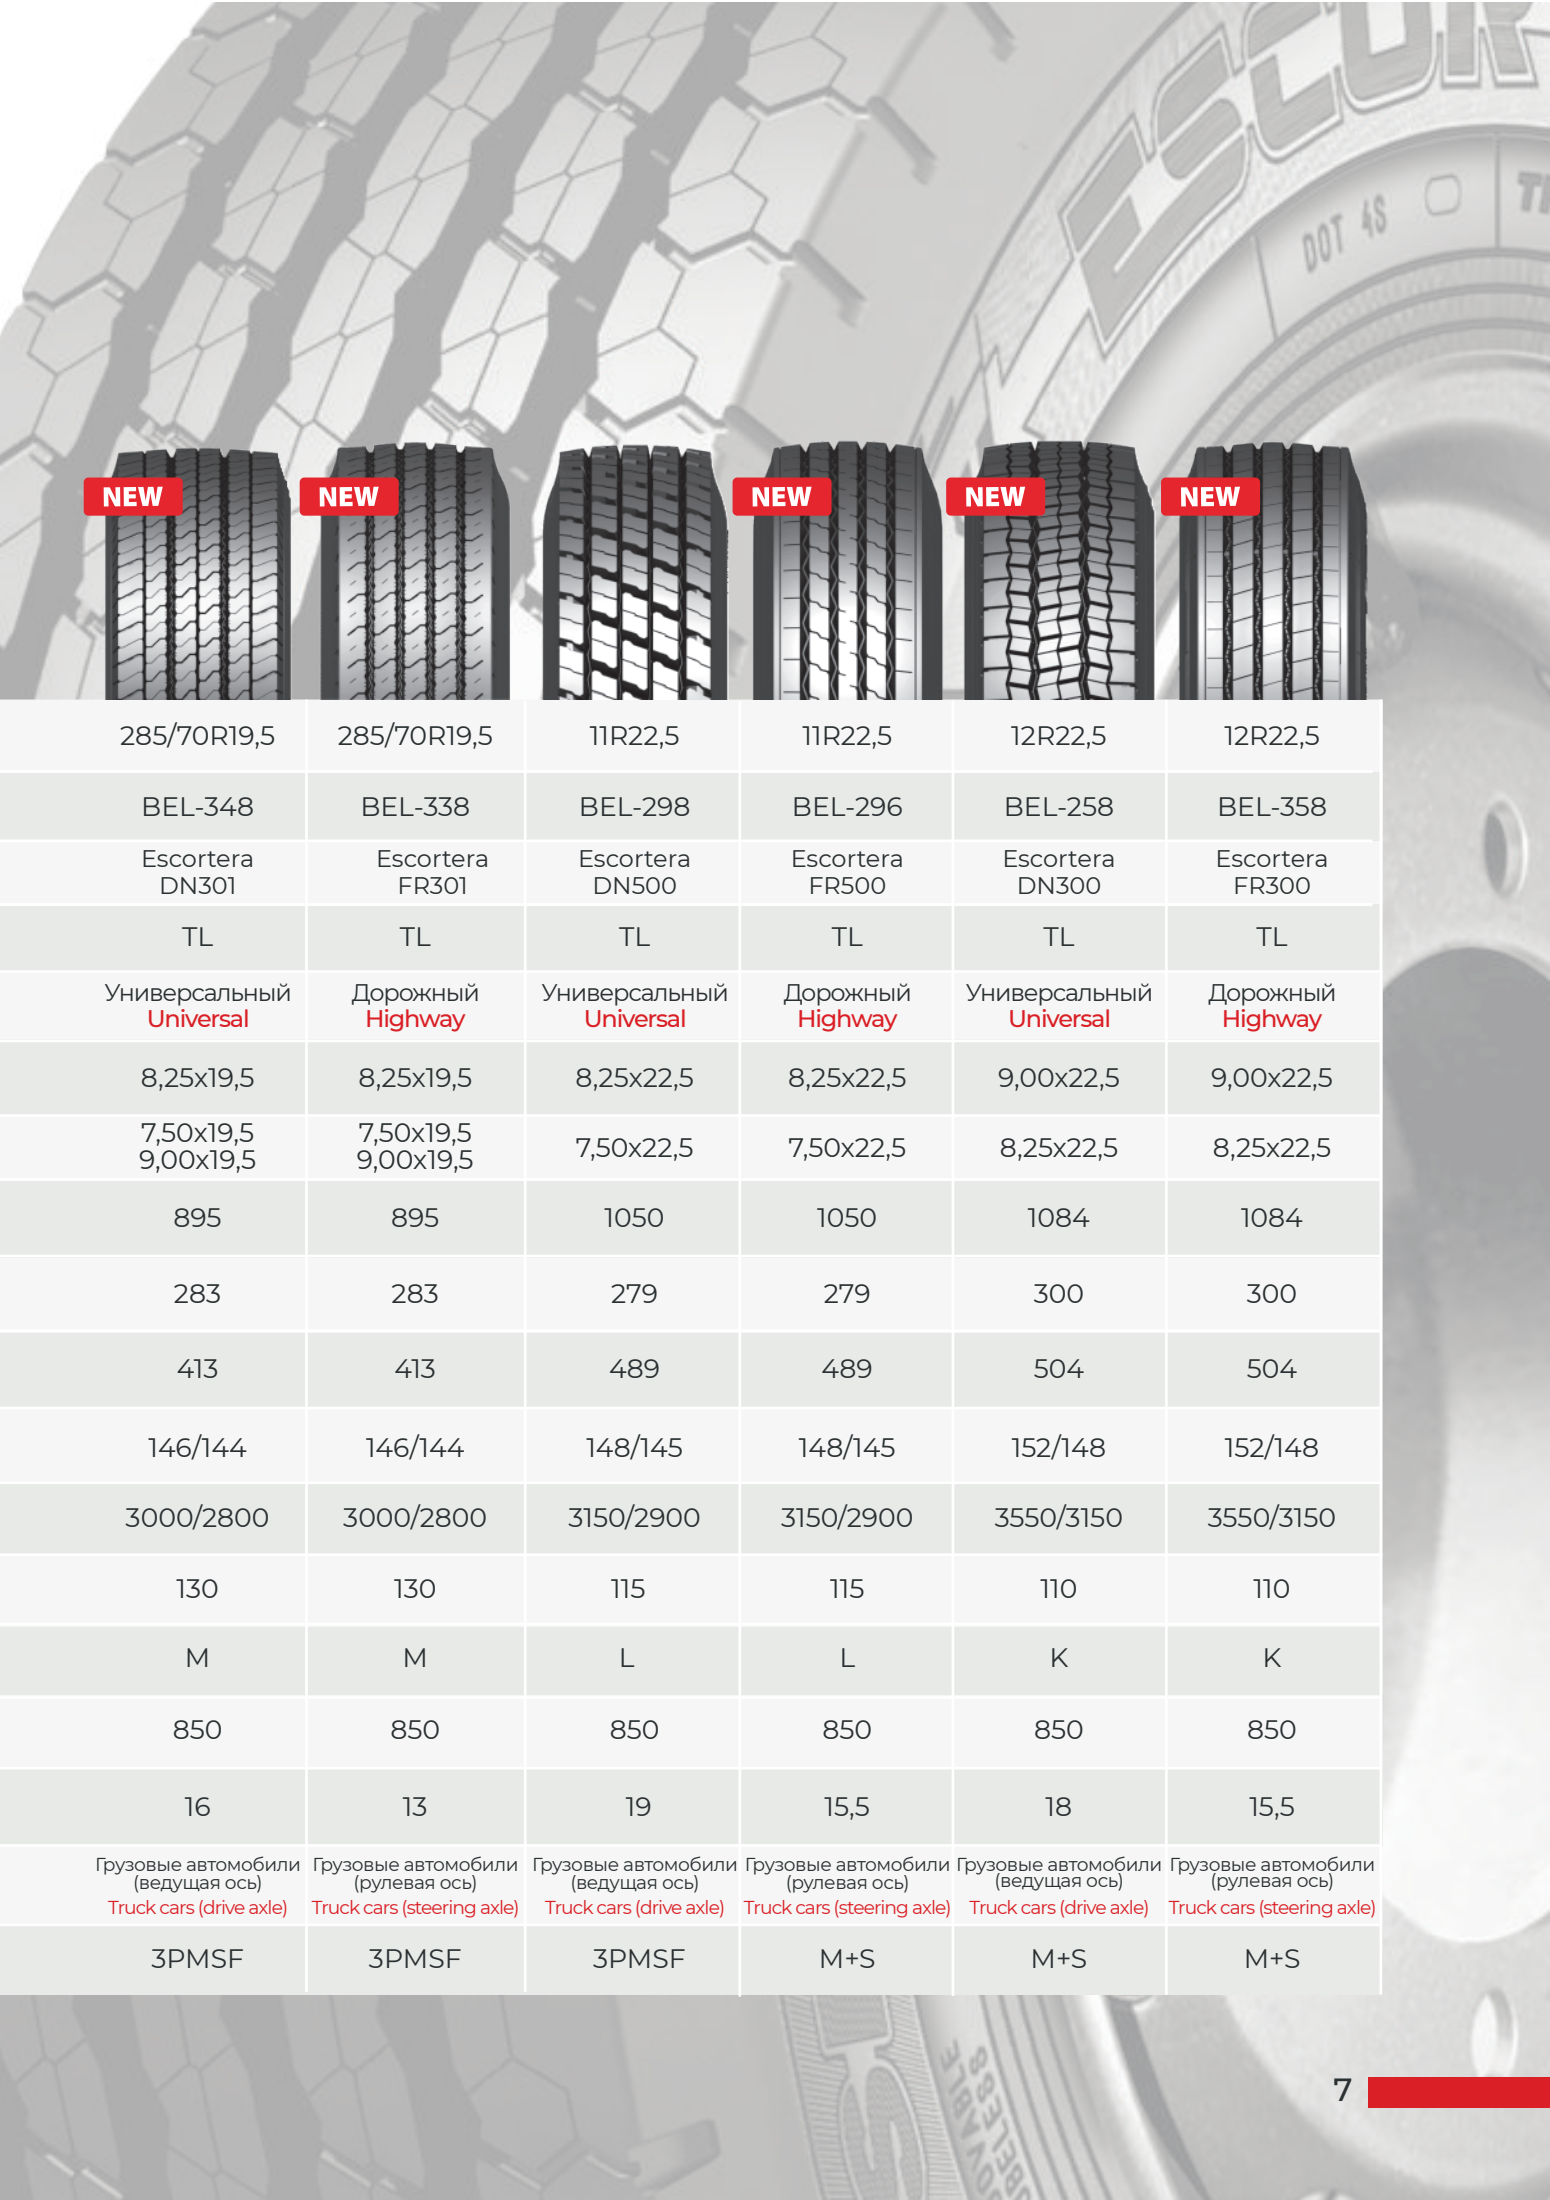 ESCOR
DOT 4S
NEW NEW NEW NEW NEW
285/70R19,5 285/70R19,5 11R22,5 11R22,5 12R22,5 12R22,5
BEL-348 BEL-338 BEL-298 BEL-296 BEL-258 BEL-358
Escortera Escortera Escortera Escortera Escortera Escortera
DN301 FR301 DN500 FR500 DN300 FR300
TL TL TL TL TL TL
Универсальный Дорожный Универсальный Дорожный Универсальный Дорожный
Universal Highway Universal Highway Universal Highway
8,25x19,5 8,25x19,5 8,25x22,5 8,25x22,5 9,00x22,5 9,00x22,5
7,50x19,5 7,50x19,5 7,50x22,5 7,50x22,5 8,25x22,5 8,25x22,5
9,00x19,5 9,00x19,5
895 895 1050 1050 1084 1084
283 283 279 279 300 300
413 413 489 489 504 504
146/144 146/144 148/145 148/145 152/148 152/148
3000/2800 3000/2800 3150/2900 3150/2900 3550/3150 3550/3150
130 130 115 115 110 110
M M L L K K
850 850 850 850 850 850
16 13 19 15,5 18 15,5
Грузовые автомобили Грузовые автомобили Грузовые автомобили Грузовые автомобили Грузовые автомобили Грузовые автомобили
(ведущая ось) (рулевая ось) (ведущая ось) (рулевая ось) (ведущая ось) (рулевая ось)
Truck cars (drive axle) Truck cars (steering axle) Truck cars (drive axle) Truck cars (steering axle) Truck cars (drive axle) Truck cars (steering axle)
3PMSF 3PMSF 3PMSF M+S M+S M+S
7